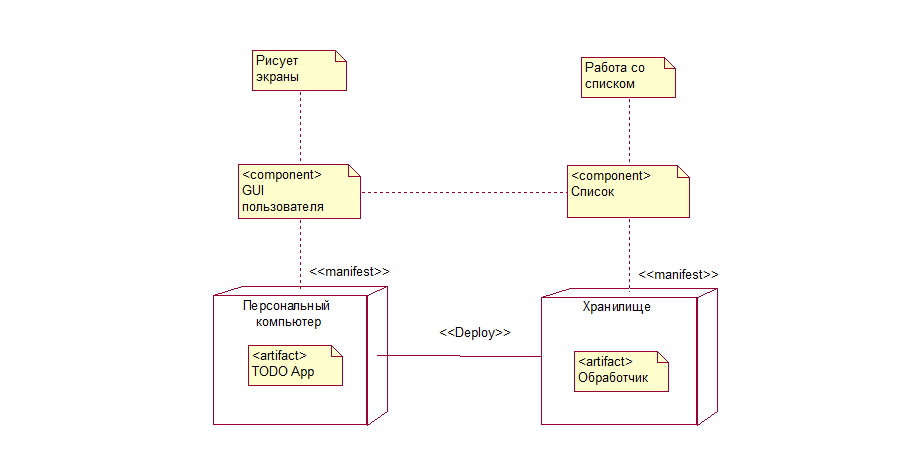 Рисует
экраны
Работа со
списком
<component>
GUI
пользователя
<component>
Список
<<manifest>>
<<manifest>>
Персональный
компьютер
Хранилище
<<Deploy>>
<artifact>
TODO App
<artifact>
Обработчик